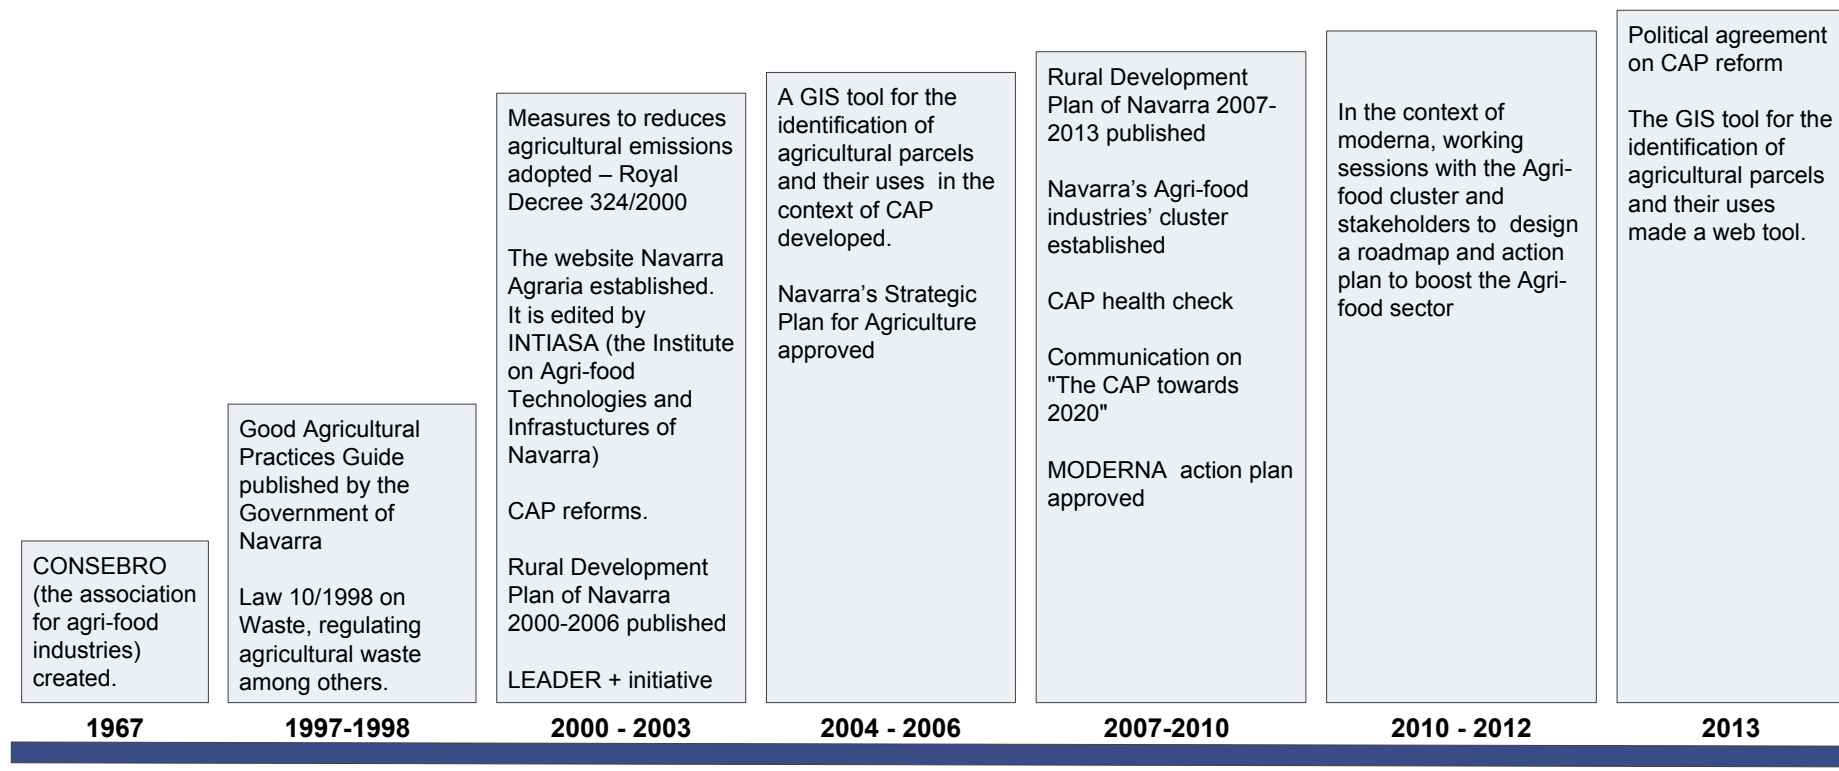 CONSEBRO
(the association
for agri-food
industries)
created.
1967
Good Agricultural
Practices Guide
published by the
Government of
Navarra
Law 10/1998 on
Waste, regulating
agricultural waste
among others.
1997-1998
Measures to reduces
agricultural emissions
adopted – Royal
Decree 324/2000
The website Navarra
Agraria established.
It is edited by
INTIASA (the Institute
on Agri-food
Technologies and
Infrastuctures of
Navarra)
CAP reforms.
Rural Development
Plan of Navarra
2000-2006 published
LEADER + initiative
2000 - 2003
A GIS tool for the
identification of
agricultural parcels
and their uses in the
context of CAP
developed.
Navarra's Strategic
Plan for Agriculture
approved
2004 - 2006
Rural Development
Plan of Navarra 2007-
2013 published
Navarra's Agri-food
industries' cluster
established
CAP health check
Communication on
"The CAP towards
2020"
MODERNA action plan
approved
2007-2010
In the context of
moderna, working
sessions with the Agri-
food cluster and
stakeholders to design
a roadmap and action
plan to boost the Agri-
food sector
2010 - 2012
Political agreement
on CAP reform
The GIS tool for the
identification of
agricultural parcels
and their uses
made a web tool.
2013